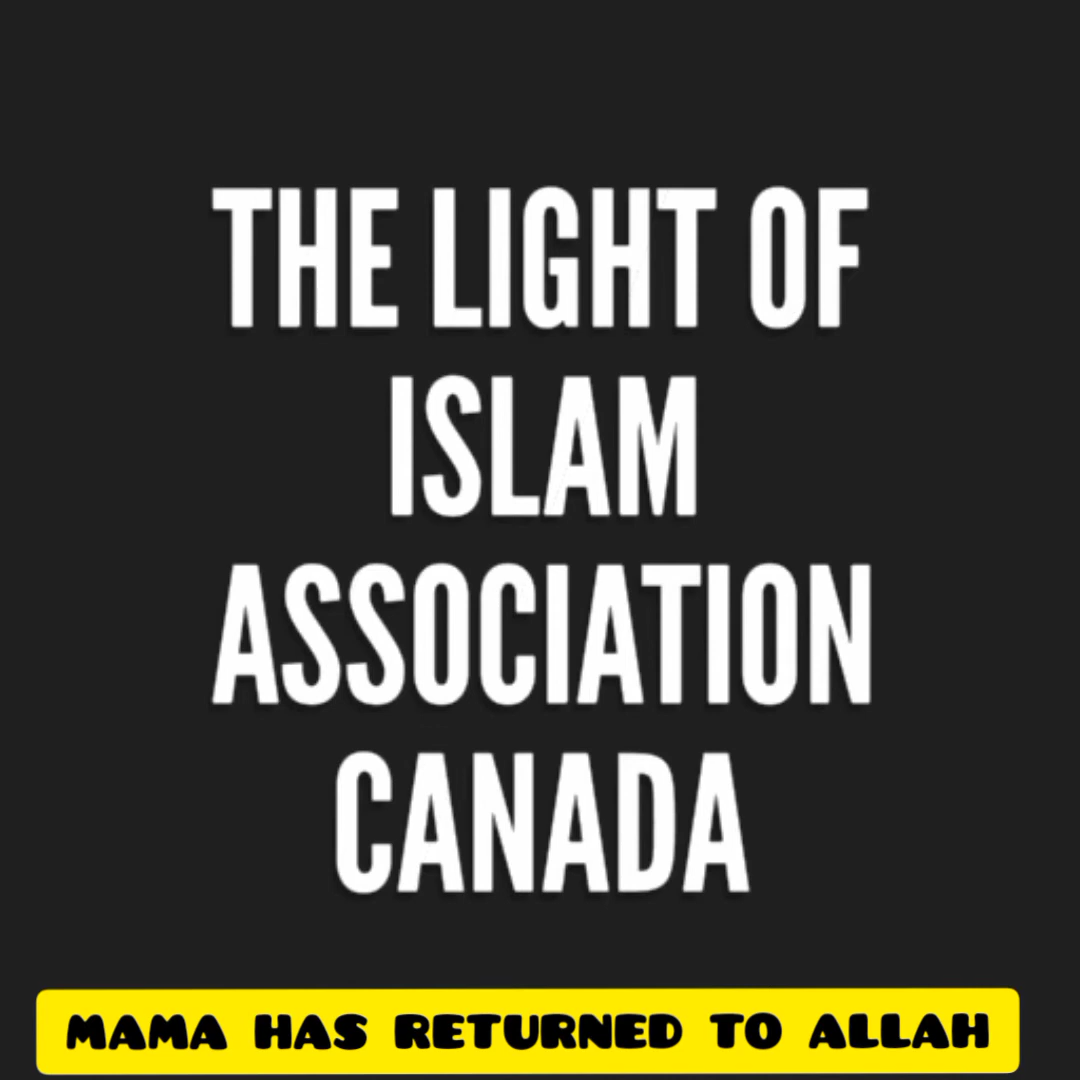 THE LIGHT OF
ISLAM
ASSOCIATION
CANADA
MAMA HAS RETURNED TO ALLAH